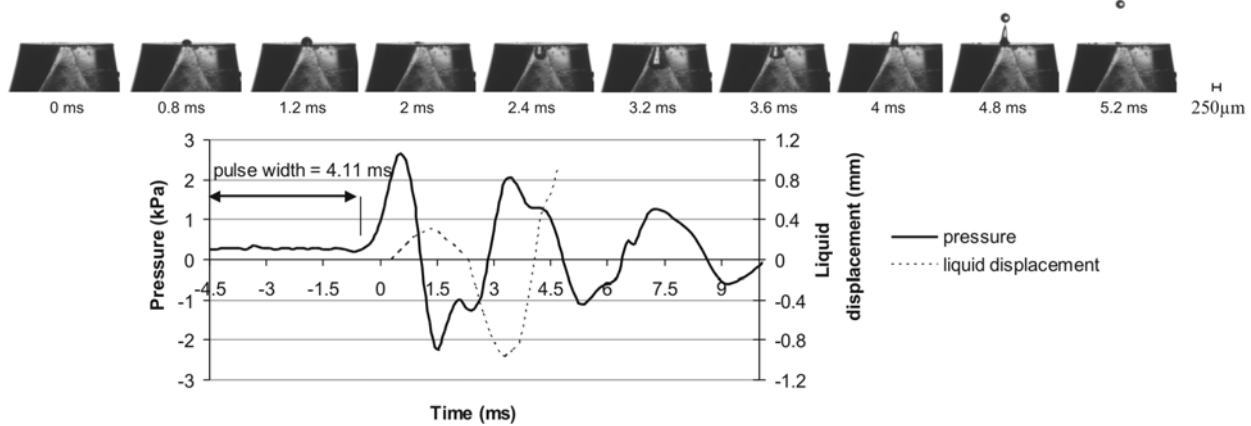 0 ms 0.8 ms 1.2 ms 2 ms 2.4 ms 3.2 ms 3.6 ms 4 ms 4.8 ms 5.2 ms 250µm
pulse width = 4.11 ms
Pressure (kPa)
3
2
1
0
-1
-2
-3
-4.5 -3 -1.5 0 1.5 3 4.5 6 7.5 9
Time (ms)
1.2
0.8
0.4
0
-0.4
-0.8
-1.2
Liquid
displacement (mm)
pressure
liquid displacement